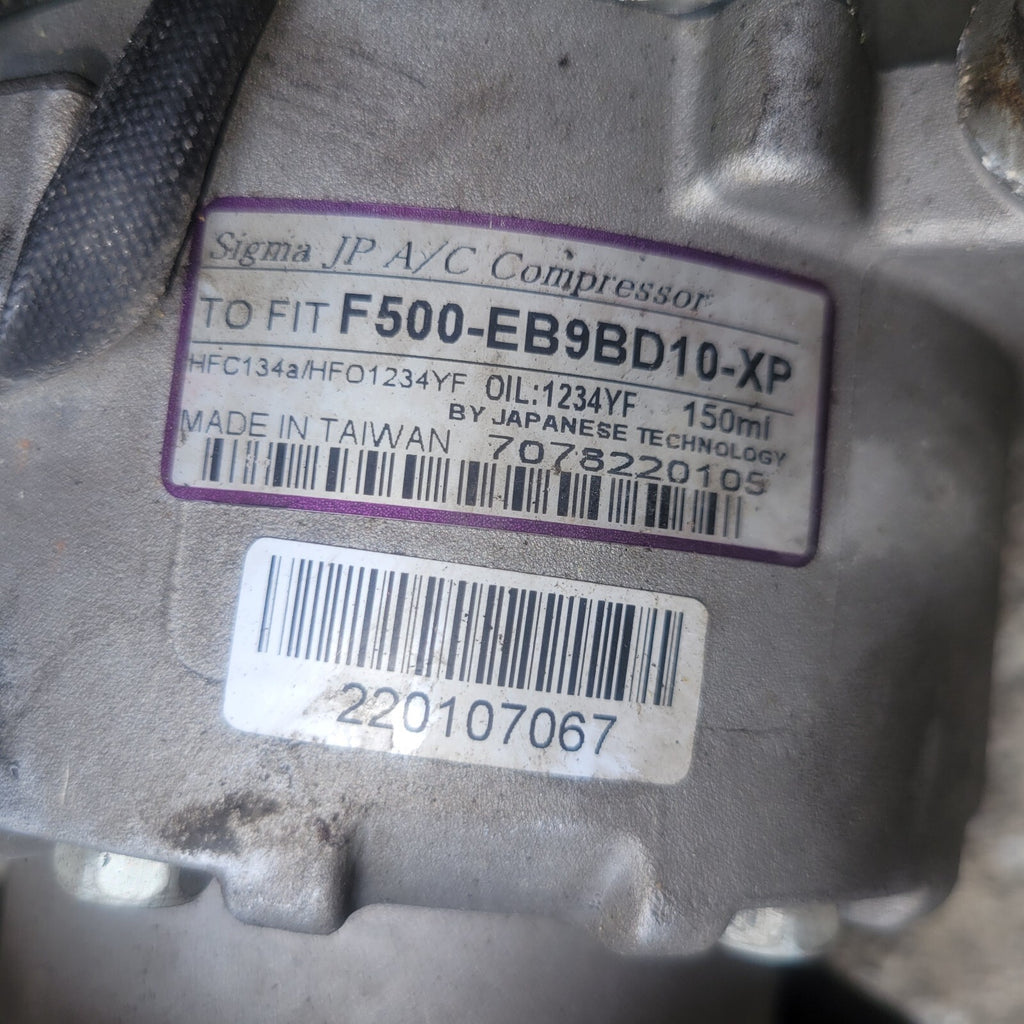 Sigma JP A/C Compressor
TO FIT F500-EB9BD10-XP
HFC134a/HFO1234YF OIL:1234YF 150ml
BY JAPANESE TECHNOLOGY
MADE IN TAIWAN 7078220105
220107067